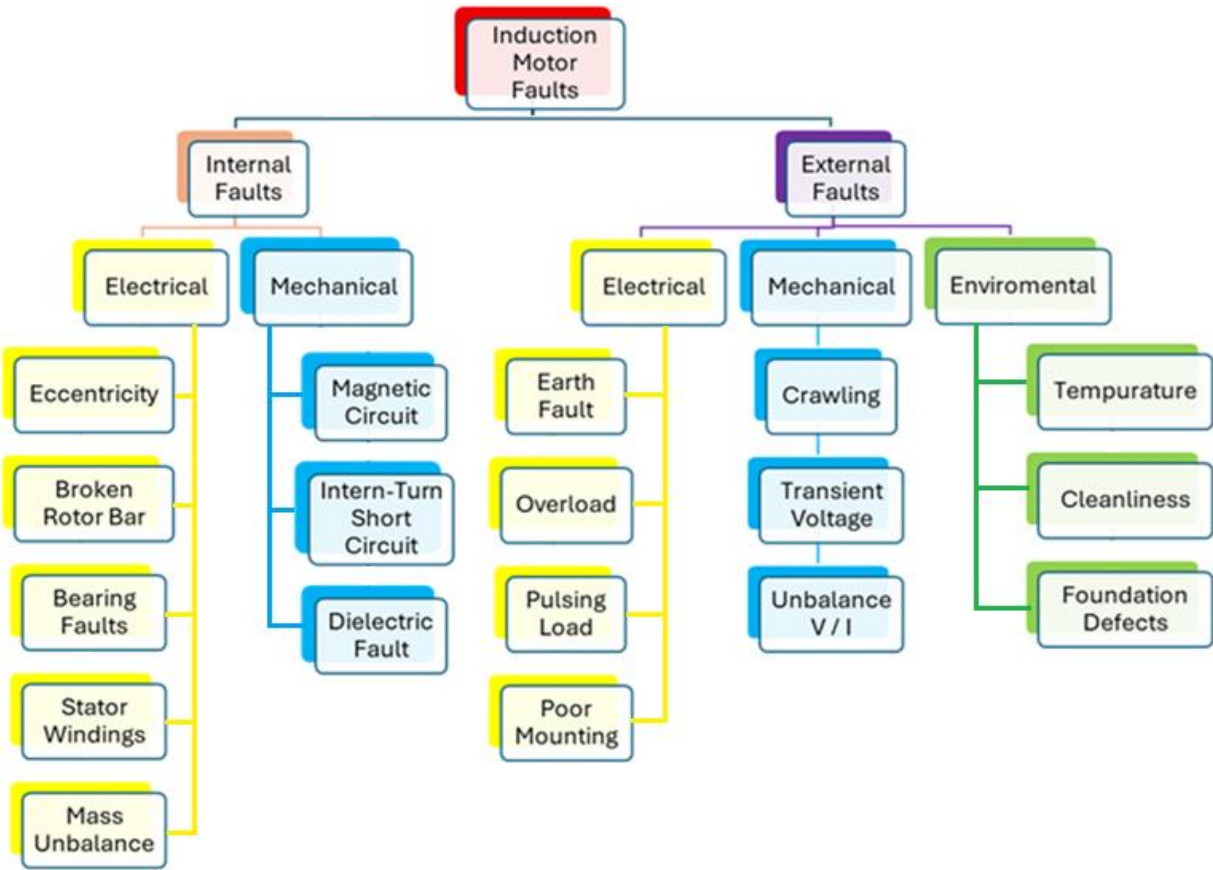 Induction
Motor
Faults
Internal
Faults
External
Faults
Electrical
Mechanical
Electrical
Mechanical
Enviromental
Eccentricity
Broken
Rotor Bar
Bearing
Faults
Stator
Windings
Mass
Unbalance
Magnetic
Circuit
Intern-Turn
Short
Circuit
Dielectric
Fault
Earth
Fault
Overload
Pulsing
Load
Poor
Mounting
Crawling
Transient
Voltage
Unbalance
V / I
Tempurature
Cleanliness
Foundation
Defects